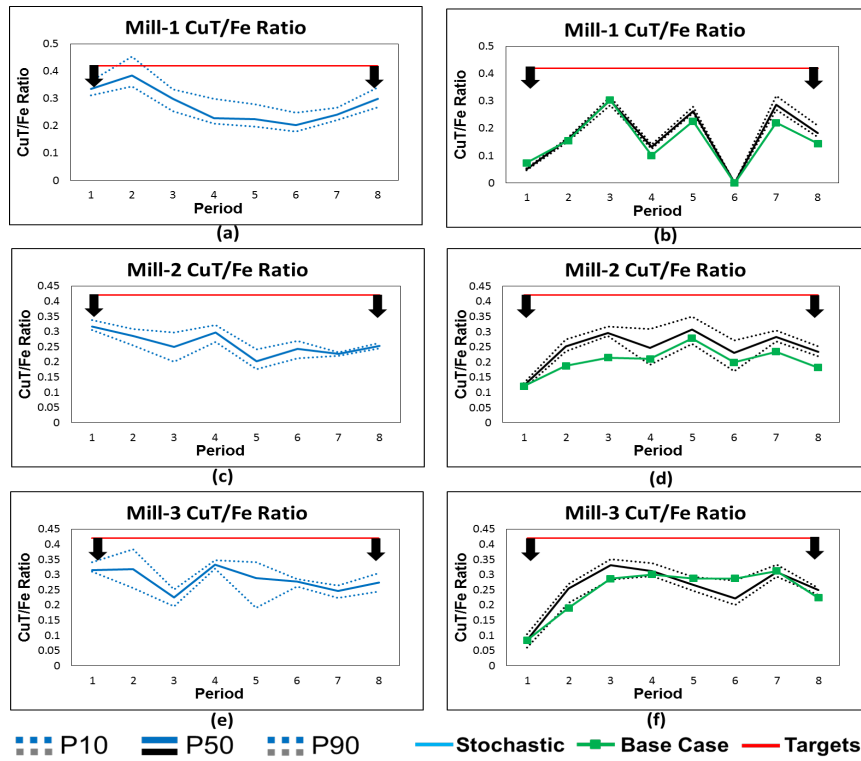 Mill-1 CuT/Fe Ratio
CuT/Fe Ratio
0.5
0.4
0.3
0.2
0.1
0
1 2 3 4 5 6 7 8
Period
(a)
Mill-1 CuT/Fe Ratio
CuT/Fe Ratio
0.5
0.4
0.3
0.2
0.1
0
1 2 3 4 5 6 7 8
Period
(b)
Mill-2 CuT/Fe Ratio
CuT/Fe Ratio
0.45
0.4
0.35
0.3
0.25
0.2
0.15
0.1
0.05
0
1 2 3 4 5 6 7 8
Period
(c)
Mill-2 CuT/Fe Ratio
CuT/Fe Ratio
0.45
0.4
0.35
0.3
0.25
0.2
0.15
0.1
0.05
0
1 2 3 4 5 6 7 8
Period
(d)
Mill-3 CuT/Fe Ratio
CuT/Fe Ratio
0.45
0.4
0.35
0.3
0.25
0.2
0.15
0.1
0.05
0
1 2 3 4 5 6 7 8
Period
(e)
Mill-3 CuT/Fe Ratio
CuT/Fe Ratio
0.45
0.4
0.35
0.3
0.25
0.2
0.15
0.1
0.05
0
1 2 3 4 5 6 7 8
Period
(f)
P10 P50 P90 Stochastic Base Case Targets